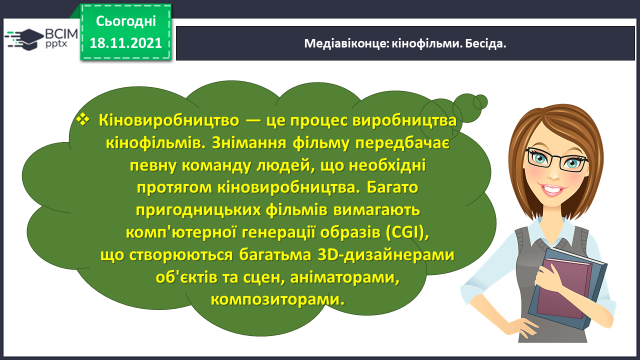 BCIM
pptx
Сьогодні
18.11.2021
Медіавіконце: кінофільми. Бесіда.
❖ Кіновиробництво — це процес виробництва
кінофільмів. Знімання фільму передбачає
певну команду людей, що необхідні
протягом кіновиробництва. Багато
пригодницьких фільмів вимагають
комп'ютерної генерації образів (CGI),
що створюються багатьма 3D-дизайнерами
об'єктів та сцен, аніматорами,
композиторами.